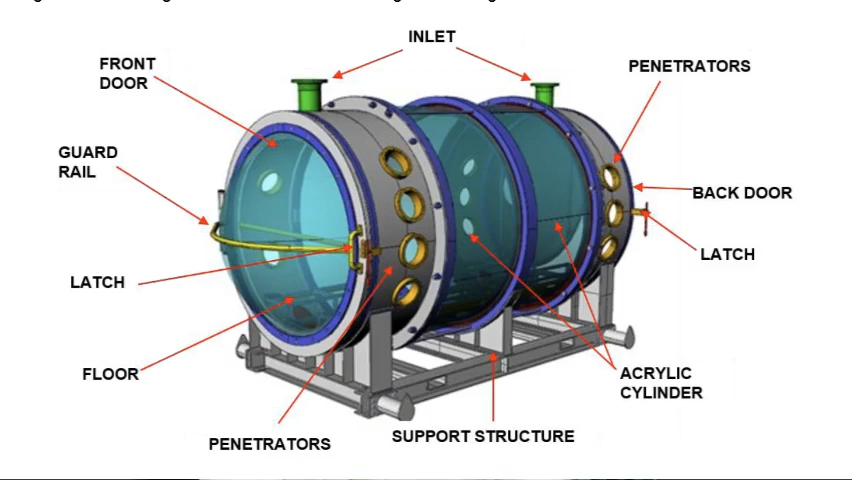 INLET
FRONT
DOOR
PENETRATORS
GUARD
RAIL
BACK DOOR
LATCH
LATCH
FLOOR
ACRYLIC
CYLINDER
PENETRATORS
SUPPORT STRUCTURE